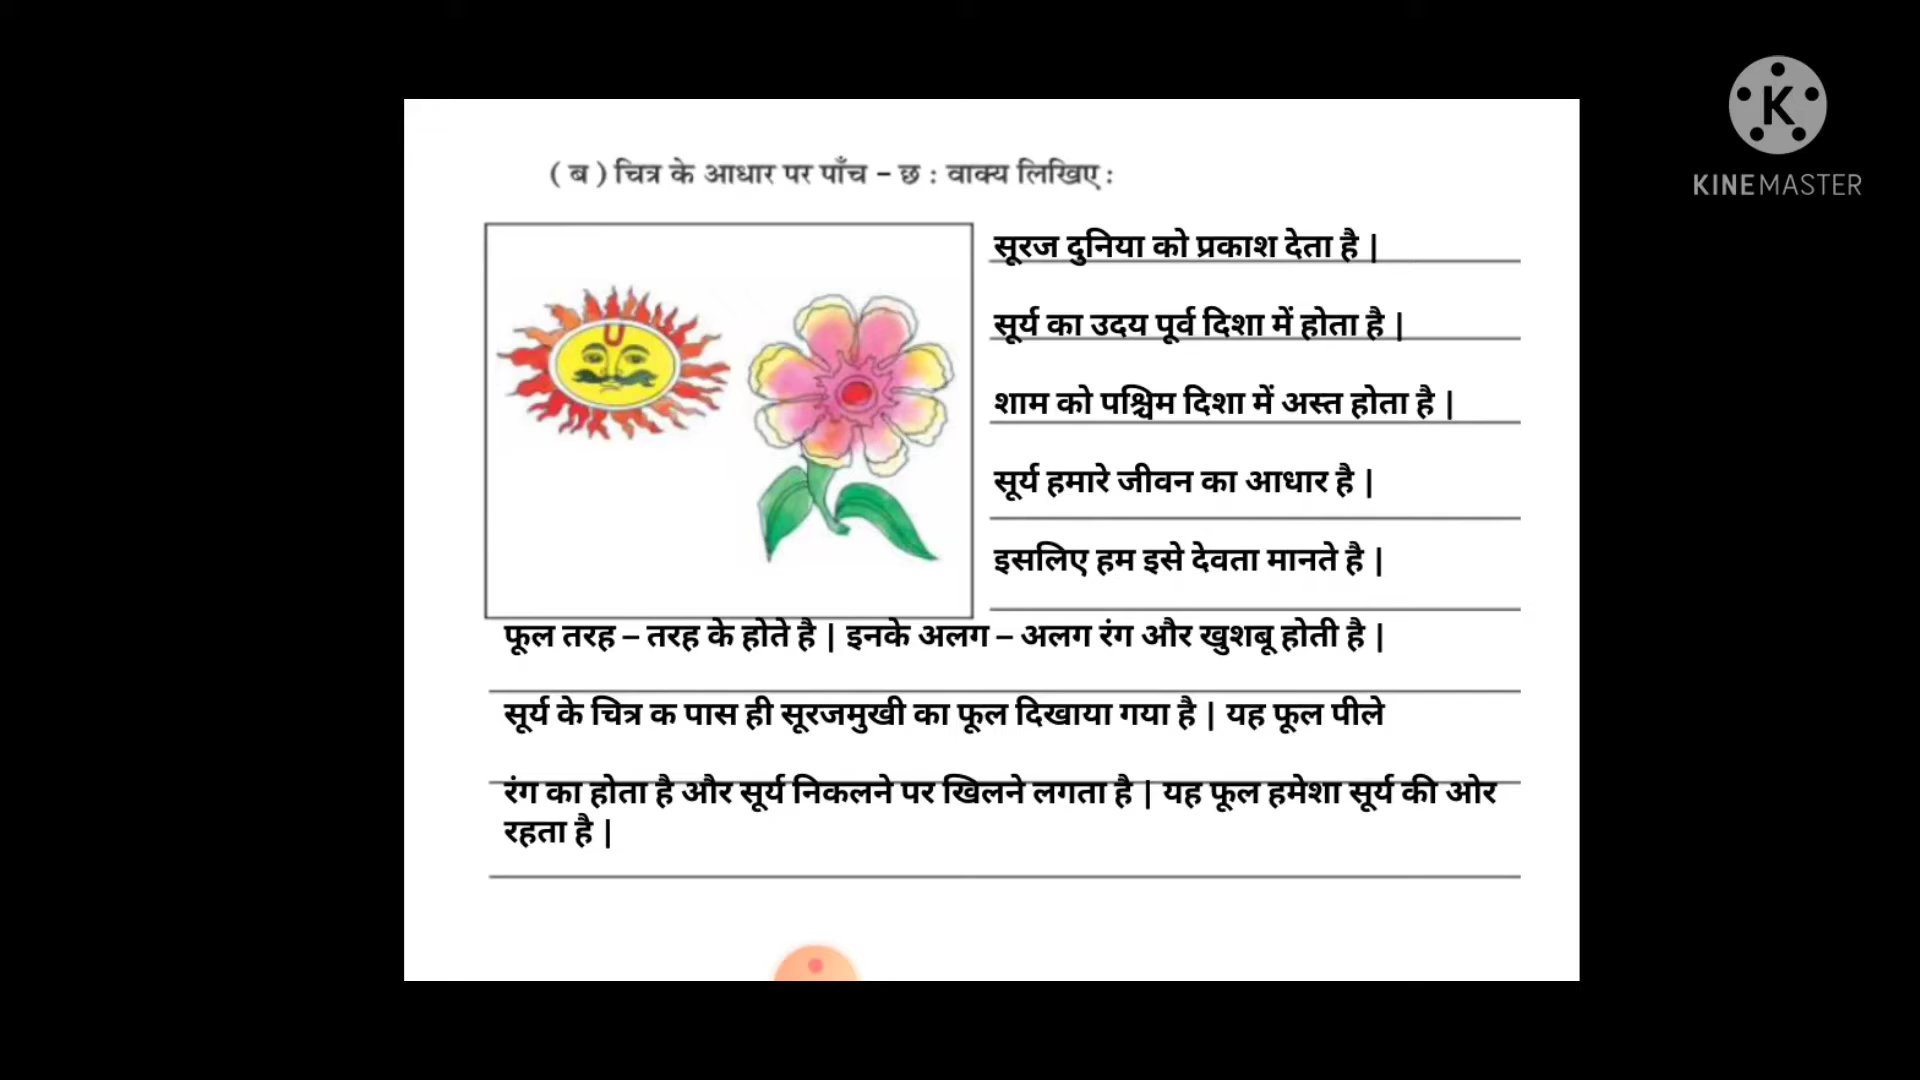 ( ब ) चित्र के आधार पर पाँच – छ : वाक्य लिखिए :
सूरज दुनिया को प्रकाश देता है |
सूर्य का उदय पूर्व दिशा में होता है |
शाम को पश्चिम दिशा में अस्त होता है |
सूर्य हमारे जीवन का आधार है |
इसलिए हम इसे देवता मानते है |
फूल तरह – तरह के होते है | इनके अलग – अलग रंग और खुशबू होती है |
सूर्य के चित्र क पास ही सूरजमुखी का फूल दिखाया गया है | यह फूल पीले
रंग का होता है और सूर्य निकलने पर खिलने लगता है | यह फूल हमेशा सूर्य की ओर
रहता है |
K
KINEMASTER